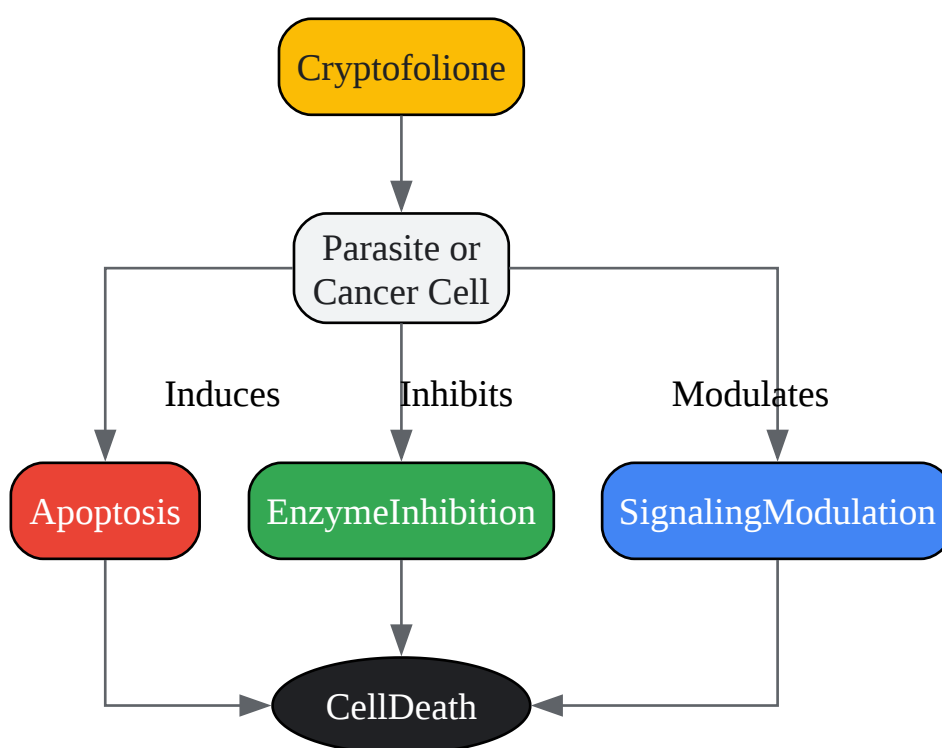 Cryptofolione
Parasite or
Cancer Cell
Induces
Inhibits
Modulates
Apoptosis
EnzymeInhibition
SignalingModulation
CellDeath